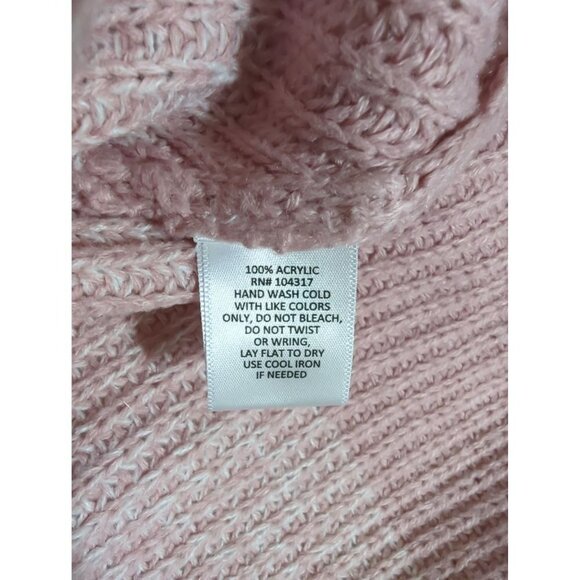 100% ACRYLIC
RN# 104317
HAND WASH COLD
WITH LIKE COLORS
ONLY, DO NOT BLEACH,
DO NOT TWIST
OR WRING,
LAY FLAT TO DRY
USE COOL IRON
IF NEEDED